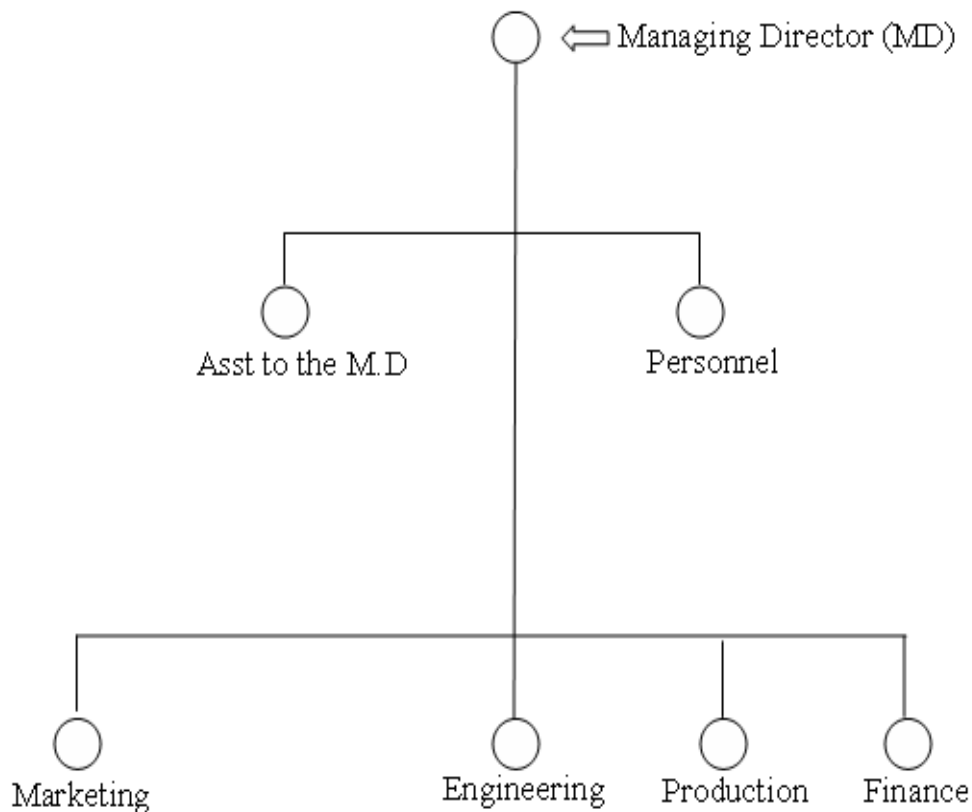 Managing Director (MD)
Asst to the M.D
Personnel
Marketing
Engineering
Production
Finance